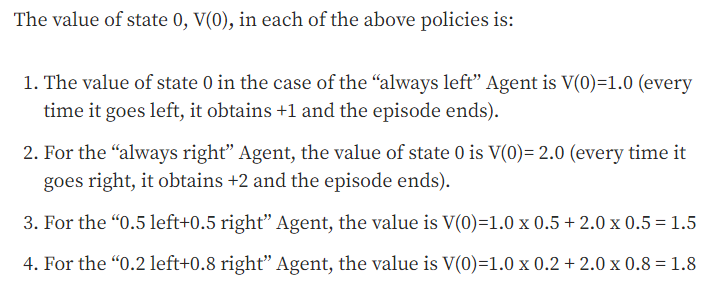 The value of state 0, V(0), in each of the above policies is:
1. The value of state 0 in the case of the “always left” Agent is V(0)=1.0 (every
time it goes left, it obtains +1 and the episode ends).
2. For the “always right” Agent, the value of state 0 is V(0)= 2.0 (every time it
goes right, it obtains +2 and the episode ends).
3. For the “0.5 left+0.5 right” Agent, the value is V(0)=1.0 x 0.5 + 2.0 x 0.5 = 1.5
4. For the “0.2 left+0.8 right” Agent, the value is V(0)=1.0 x 0.2 + 2.0 x 0.8 = 1.8